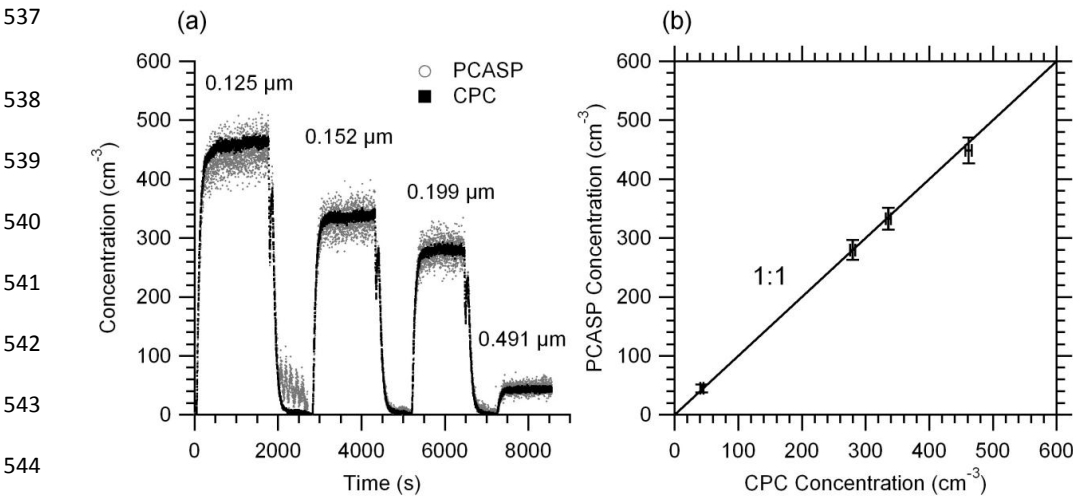 537
(a)
(b)
600
500
400
300
200
100
0
Concentration (cm-3)
0.125 µm
0.152 µm
0.199 µm
0.491 µm
PCASP
CPC
0 2000 4000 6000 8000
Time (s)
600
500
400
300
200
100
0
PCASP Concentration (cm-3)
1:1
0 100 200 300 400 500 600
CPC Concentration (cm-3)
538
539
540
541
542
543
544